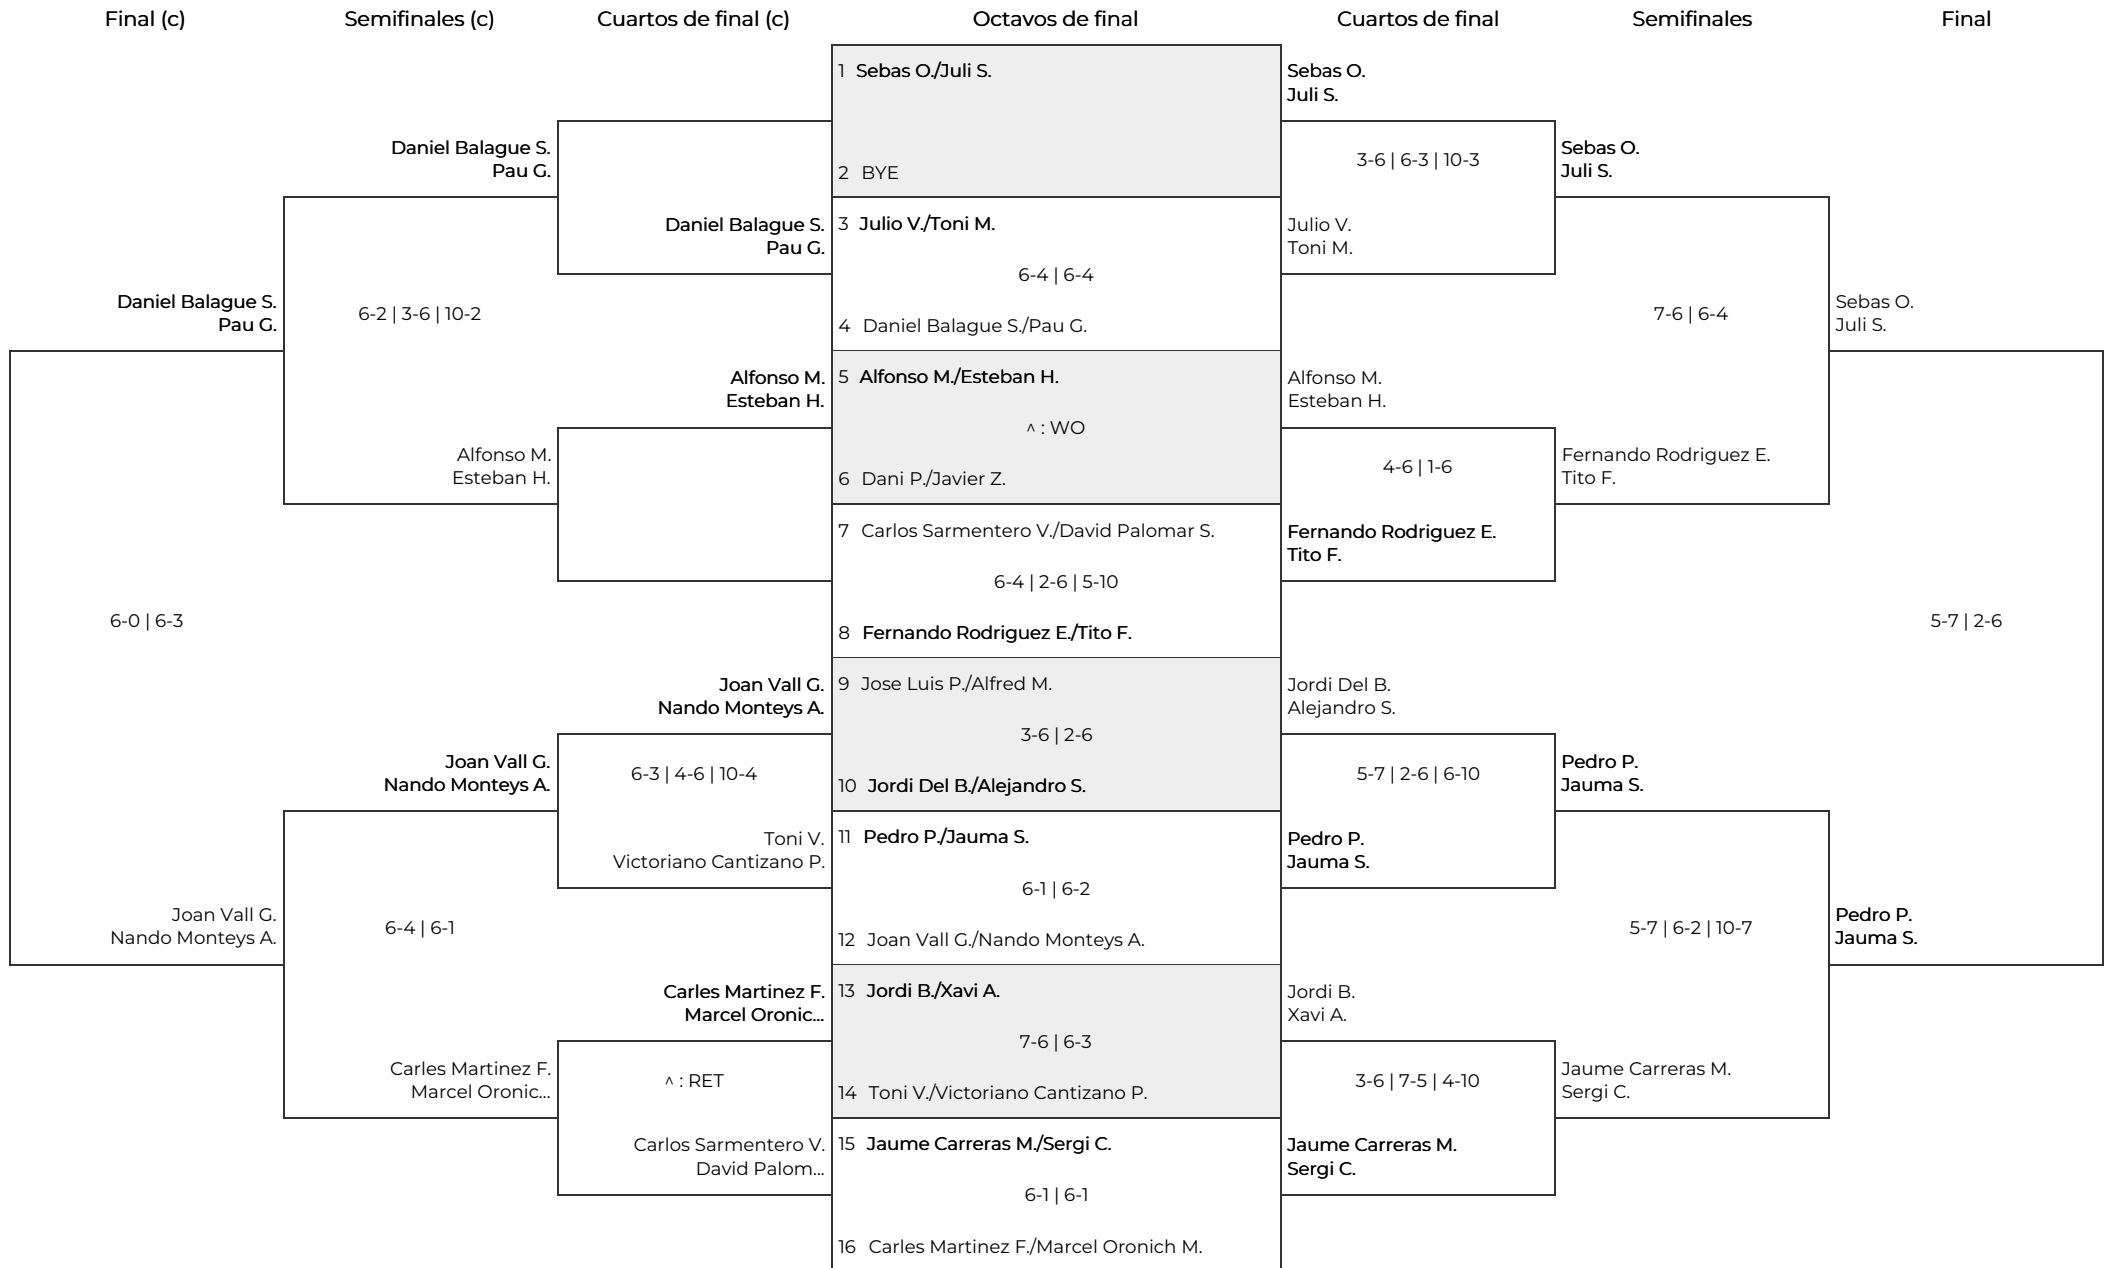 Final (c)
Semifinales (c)
Cuartos de final (c)
Octavos de final
Cuartos de final
Semifinales
Final
Daniel Balague S.
Pau G.
6-0 | 6-3
Joan Vall G.
Nando Monteys A.
Daniel Balague S.
Pau G.
6-2 | 3-6 | 10-2
Alfonso M.
Esteban H.
Joan Vall G.
Nando Monteys A.
6-4 | 6-1
Carles Martinez F.
Marcel Oronic...
Daniel Balague S.
Pau G.
Alfonso M.
Esteban H.
Joan Vall G.
Nando Monteys A.
6-3 | 4-6 | 10-4
Toni V.
Victoriano Cantizano P.
Carles Martinez F.
Marcel Oronic...
^ : RET
Carlos Sarmentero V.
David Palom...
1 Sebas O./Juli S.
2 BYE
3 Julio V./Toni M.
6-4 | 6-4
4 Daniel Balague S./Pau G.
5 Alfonso M./Esteban H.
^ : WO
6 Dani P./Javier Z.
7 Carlos Sarmentero V./David Palomar S.
6-4 | 2-6 | 5-10
8 Fernando Rodriguez E./Tito F.
9 Jose Luis P./Alfred M.
3-6 | 2-6
10 Jordi Del B./Alejandro S.
11 Pedro P./Jauma S.
6-1 | 6-2
12 Joan Vall G./Nando Monteys A.
13 Jordi B./Xavi A.
7-6 | 6-3
14 Toni V./Victoriano Cantizano P.
15 Jaume Carreras M./Sergi C.
6-1 | 6-1
16 Carles Martinez F./Marcel Oronich M.
Sebas O.
Juli S.
3-6 | 6-3 | 10-3
Julio V.
Toni M.
Alfonso M.
Esteban H.
4-6 | 1-6
Fernando Rodriguez E.
Tito F.
Jordi Del B.
Alejandro S.
5-7 | 2-6 | 6-10
Pedro P.
Jauma S.
Jordi B.
Xavi A.
3-6 | 7-5 | 4-10
Jaume Carreras M.
Sergi C.
Sebas O.
Juli S.
7-6 | 6-4
Fernando Rodriguez E.
Tito F.
Pedro P.
Jauma S.
5-7 | 6-2 | 10-7
Jaume Carreras M.
Sergi C.
Sebas O.
Juli S.
5-7 | 2-6
Pedro P.
Jauma S.